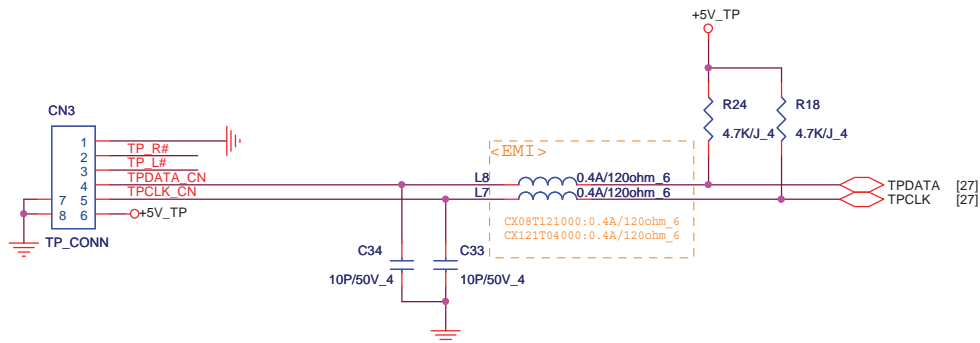 +5V_TP
CN3
R24
R18
4.7K/J_4
4.7K/J_4
1
TP_R#
2
TP_L#
<EMI>
3
TPDATA_CN
4
L8
0.4A/120ohm_6
TPDATA
[27]
TPCLK_CN
7
5
L7
0.4A/120ohm_6
TPCLK
[27]
8
6
+5V_TP
CX08T121000:0.4A/120ohm_6
CX121T04000:0.4A/120ohm_6
TP_CONN
C34
C33
10P/50V_4
10P/50V_4